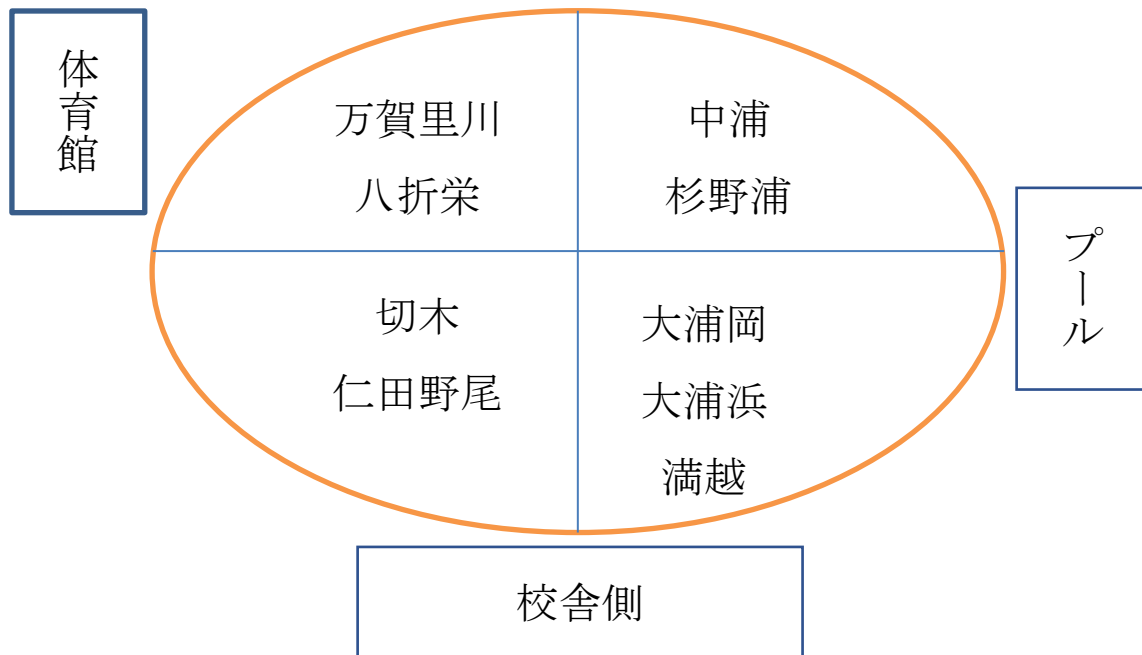 体育館
万賀里川
八折栄
中浦
杉野浦
プール
切木
仁田野尾
大浦岡
大浦浜
満越
校舎側